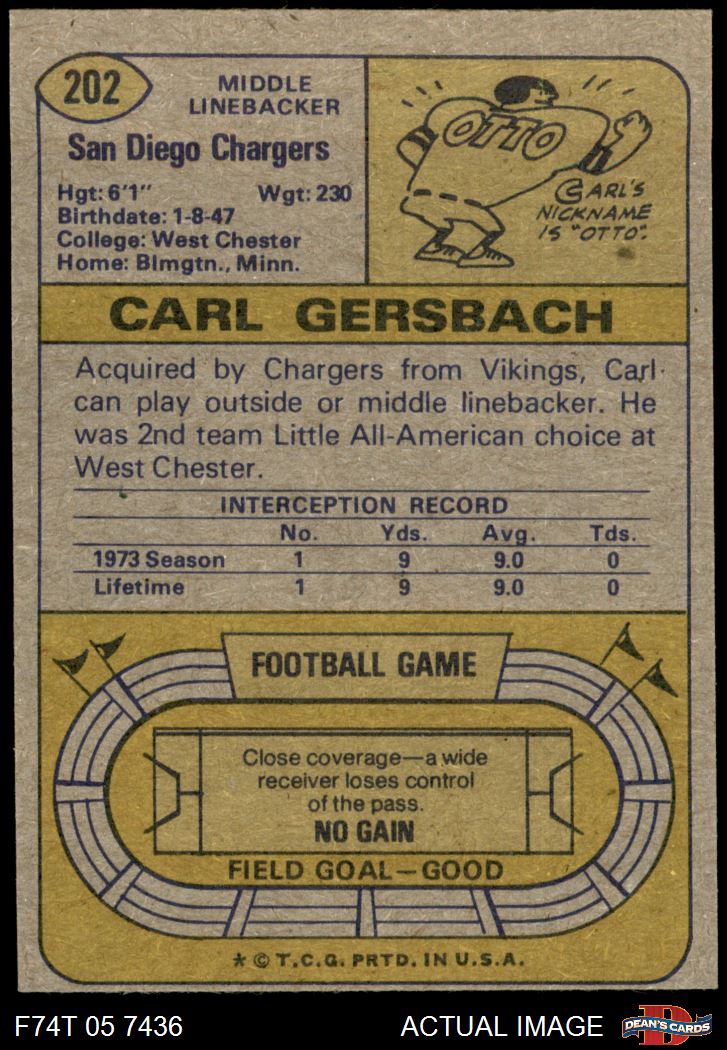 202
MIDDLE
LINEBACKER
San Diego Chargers
Hgt: 6'1" Wgt: 230
Birthdate: 1-8-47
College: West Chester
Home: Blmgtn., Minn.
OTTO
CARL'S
NICKNAME
IS "OTTO".
CARL GERSBACH
Acquired by Chargers from Vikings, Carl
can play outside or middle linebacker. He
was 2nd team Little All-American choice at
West Chester.
INTERCEPTION RECORD
No. Yds. Avg. Tds.
1973 Season 1 9 9.0 0
Lifetime 1 9 9.0 0
FOOTBALL GAME
Close coverage—a wide
receiver loses control
of the pass.
NO GAIN
FIELD GOAL—GOOD
* © T.C.G. PRTD. IN U.S.A.
F74T 05 7436 ACTUAL IMAGE
D
DEAN'S CARDS